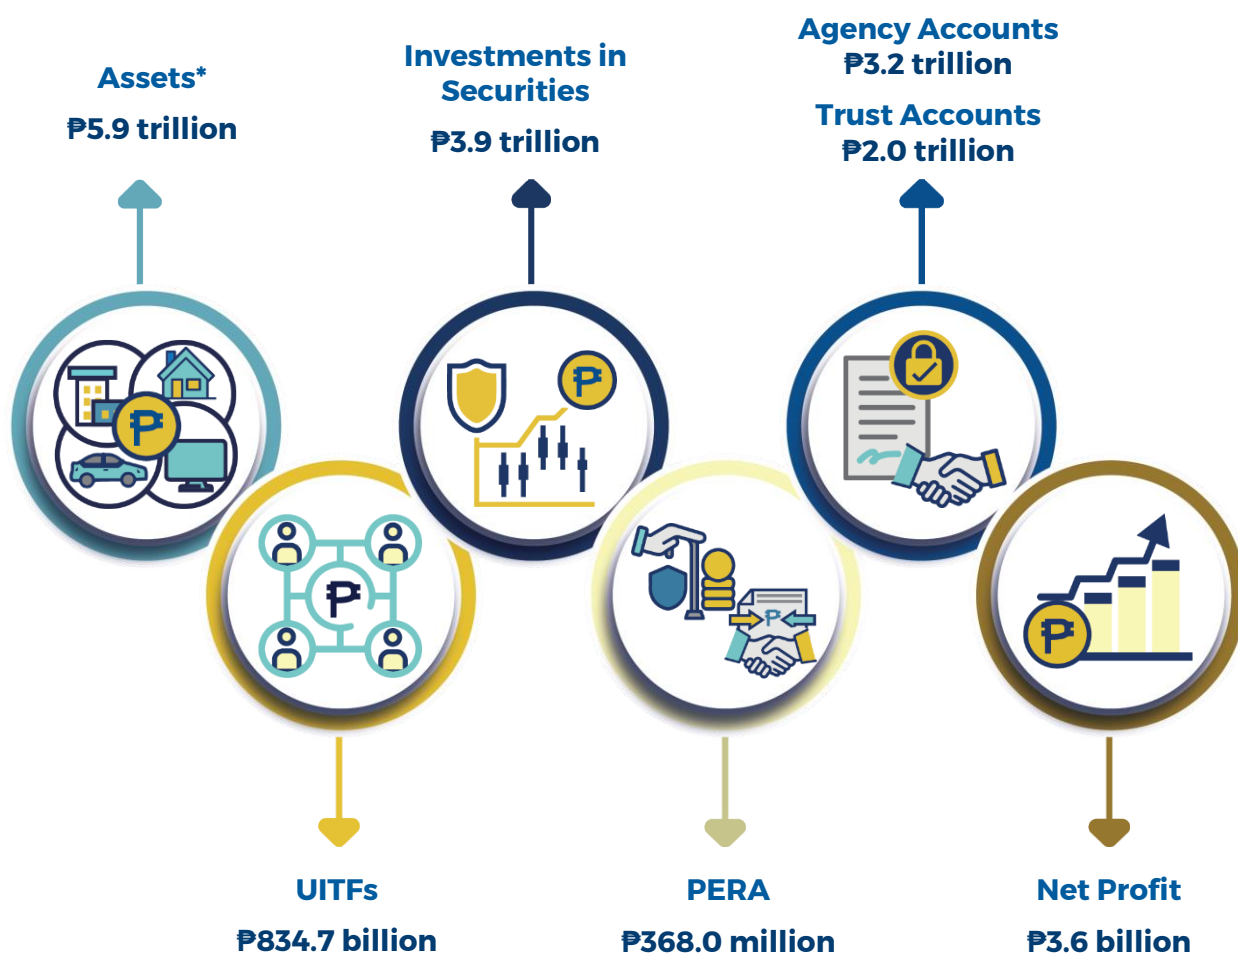 Assets*
₱5.9 trillion
Investments in
Securities
₱3.9 trillion
Agency Accounts
₱3.2 trillion
Trust Accounts
₱2.0 trillion
UITFs
₱834.7 billion
PERA
₱368.0 million
Net Profit
₱3.6 billion